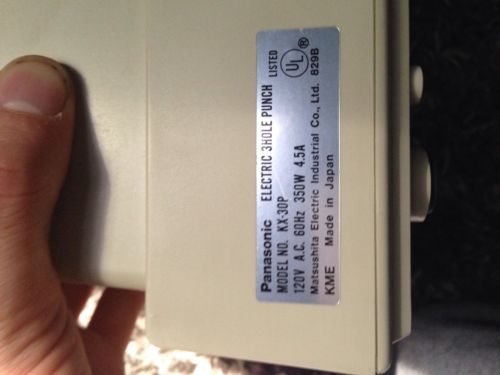 Panasonic ELECTRIC 3HOLE PUNCH
MODEL NO. KX-30P LISTED UL ®
120V A.C. 60Hz 350W 4.5A
Matsushita Electric Industrial Co., Ltd. 829B
KME Made in Japan